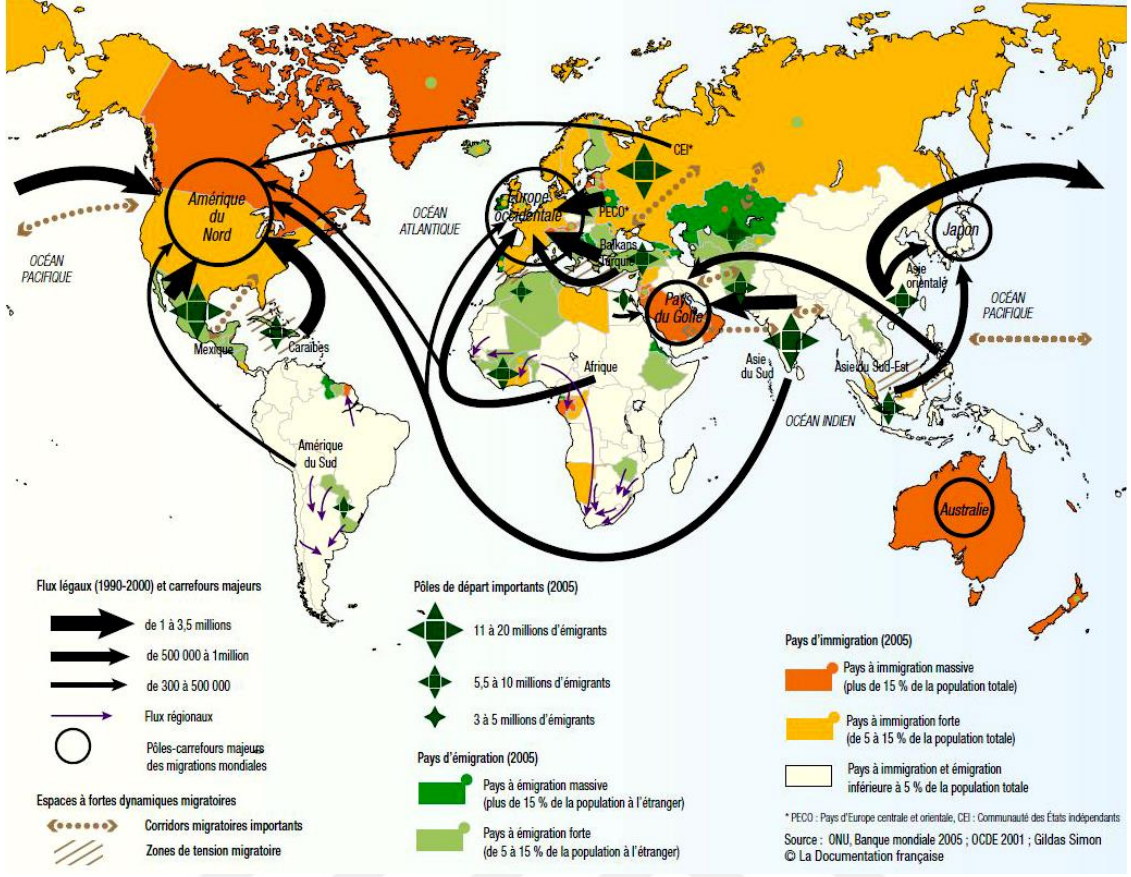 CEI*
Amérique
du
Nord
Europe
occidentale
PECO*
OCÉAN
ATLANTIQUE
Balkans
Turquie
Japon
OCÉAN
PACIFIQUE
Asie
orientale
Pays
du Golfe
OCÉAN
PACIFIQUE
Mexique
Caraïbes
Afrique
Asie
du Sud
Asie du Sud-Est
OCÉAN INDIEN
Amérique
du Sud
Australie
Flux légaux (1990-2000) et carrefours majeurs
de 1 à 3,5 millions
de 500 000 à 1million
de 300 à 500 000
Flux régionaux
Pôles-carrefours majeurs
des migrations mondiales
Espaces à fortes dynamiques migratoires
Corridors migratoires importants
Zones de tension migratoire
Pôles de départ importants (2005)
11 à 20 millions d'émigrants
5,5 à 10 millions d'émigrants
3 à 5 millions d'émigrants
Pays d'émigration (2005)
Pays à émigration massive
(plus de 15 % de la population à l'étranger)
Pays à émigration forte
(de 5 à 15 % de la population à l'étranger)
Pays d'immigration (2005)
Pays à immigration massive
(plus de 15 % de la population totale)
Pays à immigration forte
(de 5 à 15 % de la population totale)
Pays à immigration et émigration
inférieure à 5 % de la population totale
* PECO : Pays d'Europe centrale et orientale, CEI : Communauté des États indépendants
Source : ONU, Banque mondiale 2005 ; OCDE 2001 ; Gildas Simon
© La Documentation française